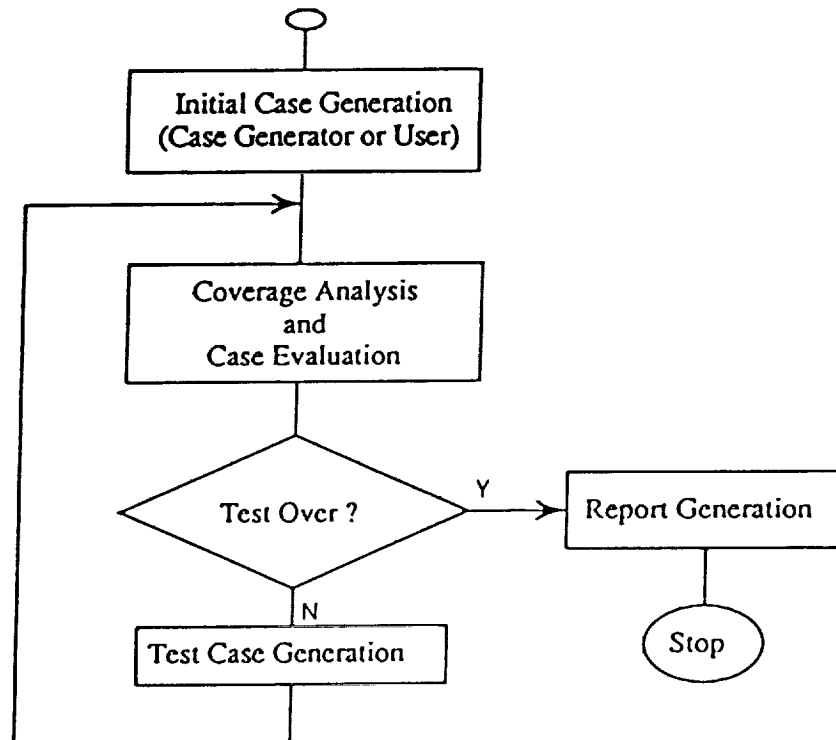 Initial Case Generation
(Case Generator or User)
Coverage Analysis
and
Case Evaluation
Test Over ?
Y
Report Generation
N
Test Case Generation
Stop